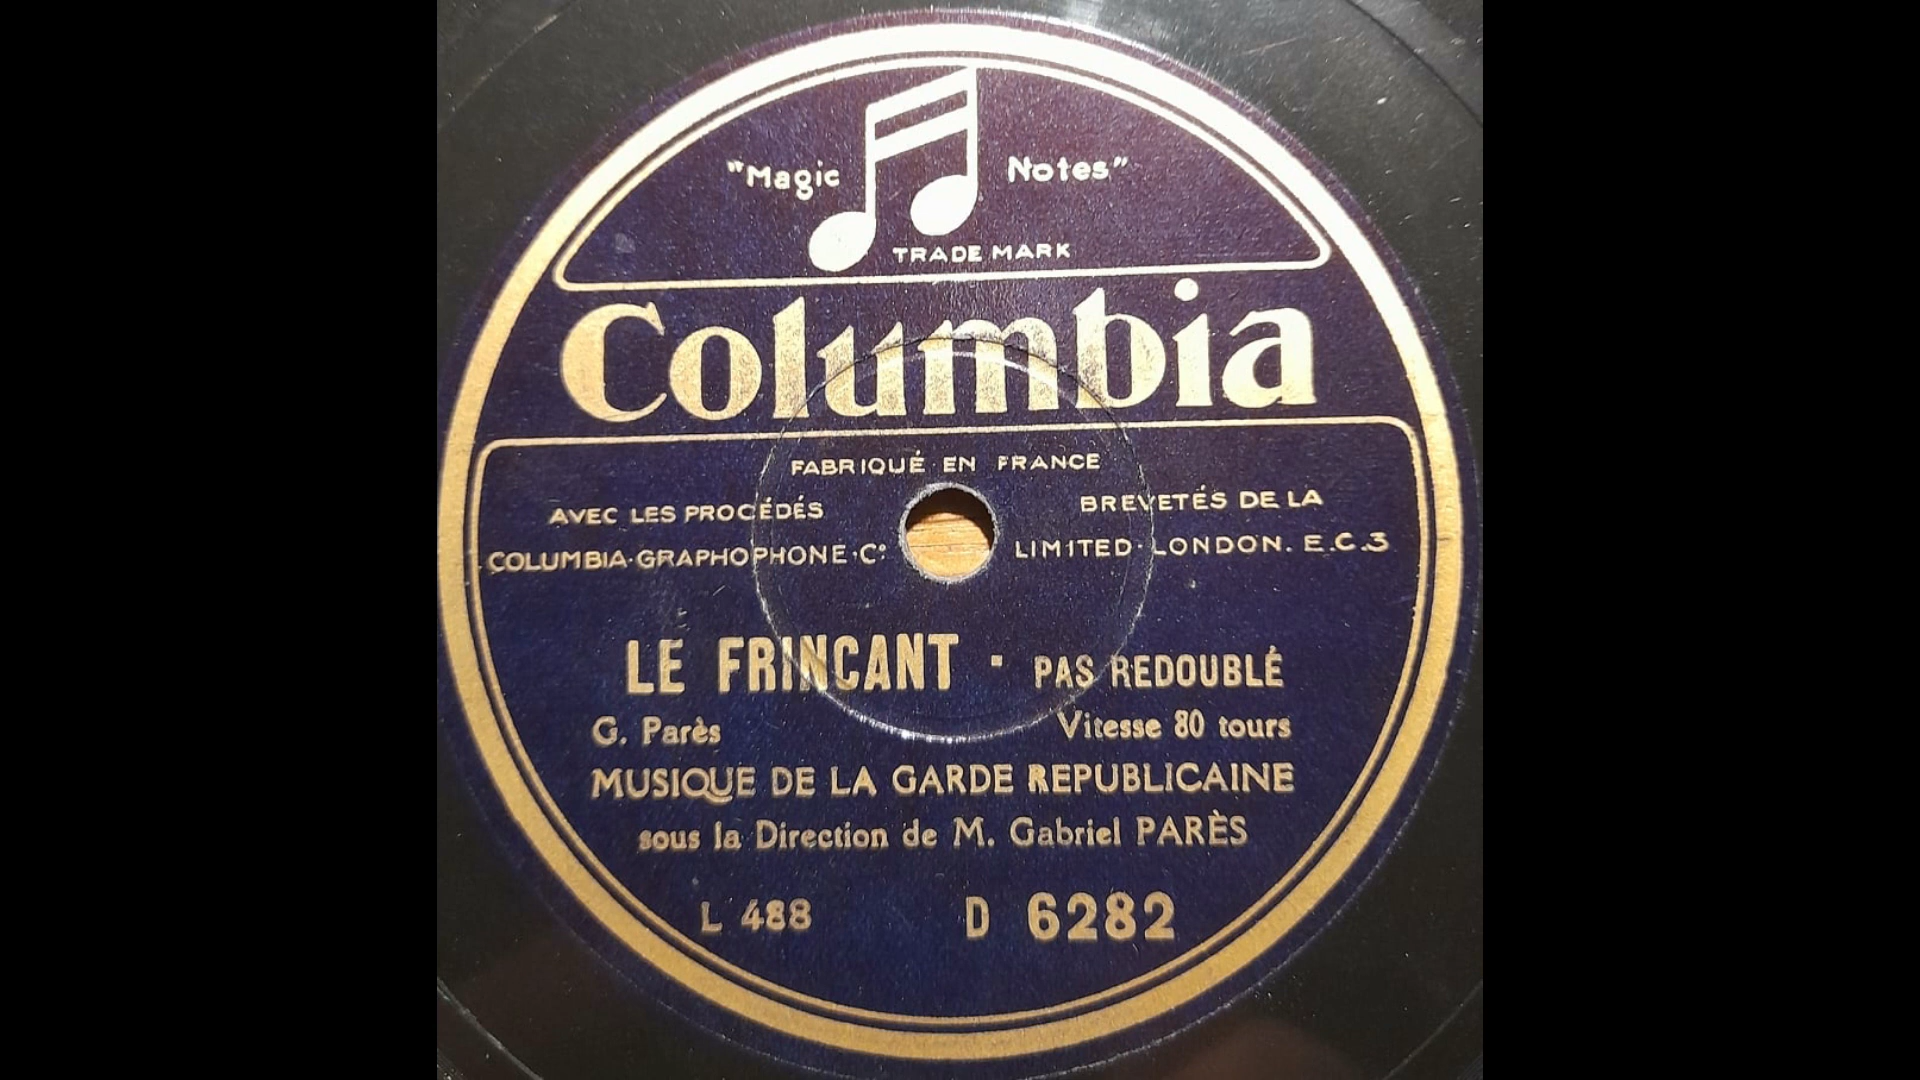 "Magic Notes"
TRADE MARK
Columbia
FABRIQUÉ EN FRANCE
AVEC LES PROCÉDÉS BREVETÉS DE LA
COLUMBIA·GRAPHOPHONE·Cº LIMITED·LONDON. E.C.3
LE FRINCANT · PAS REDOUBLÉ
G. Parès Vitesse 80 tours
MUSIQUE DE LA GARDE REPUBLICAINE
sous la Direction de M. Gabriel PARÈS
L 488 D 6282